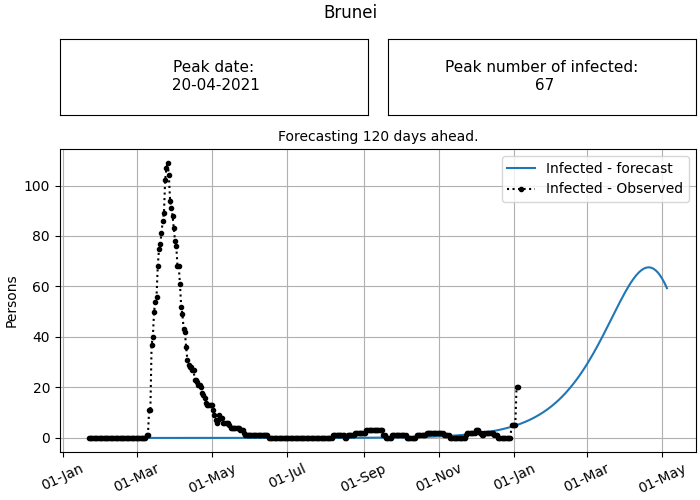 Brunei
Peak date:
20-04-2021
Peak number of infected:
67
Forecasting 120 days ahead.
Infected - forecast
Infected - Observed
Persons
100
80
60
40
20
0
01-Jan
01-Mar
01-May
01-Jul
01-Sep
01-Nov
01-Jan
01-Mar
01-May